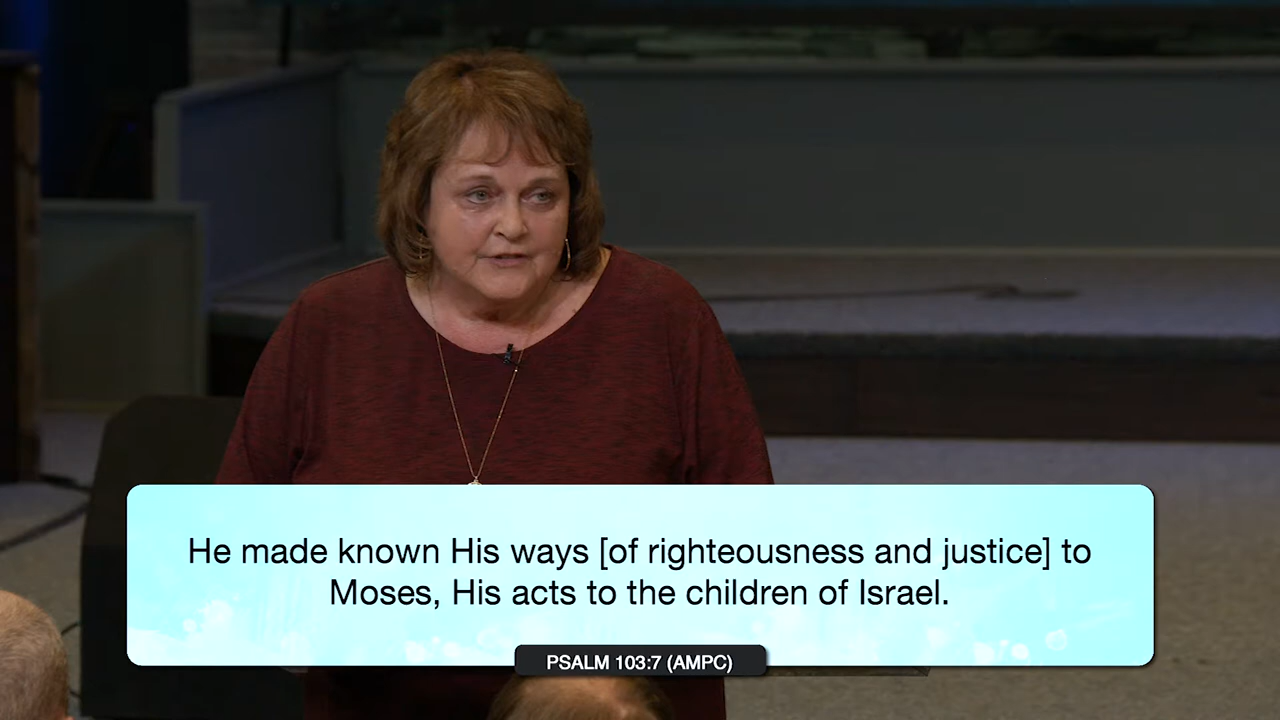 He made known His ways [of righteousness and justice] to
Moses, His acts to the children of Israel.
PSALM 103:7 (AMPC)